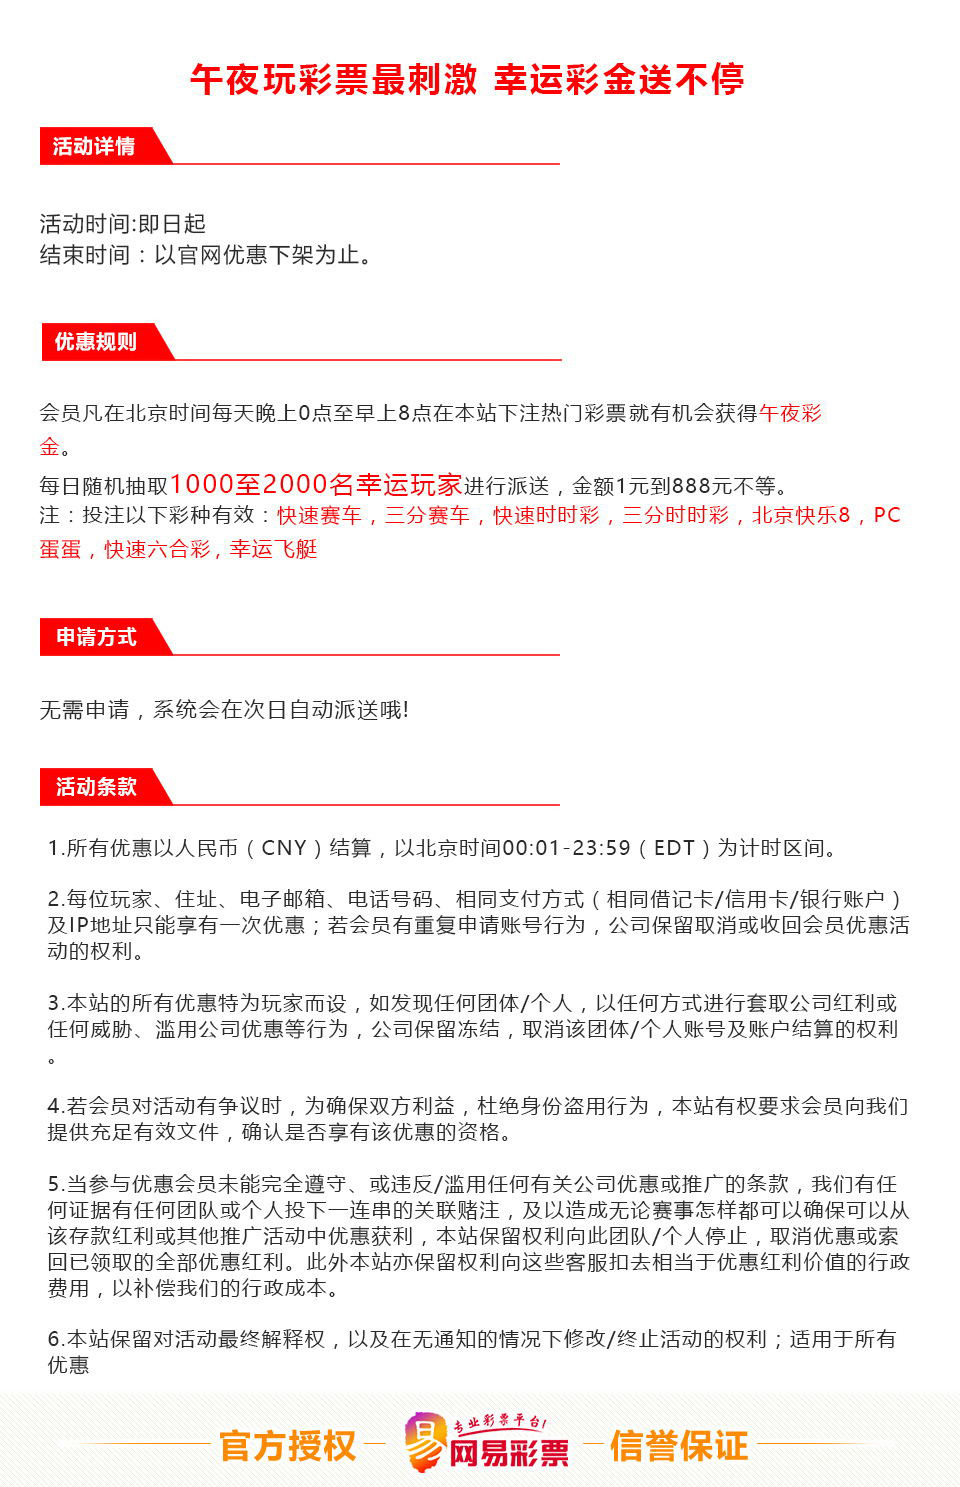 午夜玩彩票最刺激 幸运彩金送不停
活动详情
活动时间:即日起
结束时间：以官网优惠下架为止。
优惠规则
会员凡在北京时间每天晚上0点至早上8点在本站下注热门彩票就有机会获得午夜彩
金。
每日随机抽取1000至2000名幸运玩家进行派送，金额1元到888元不等。
注：投注以下彩种有效：快速赛车，三分赛车，快速时时彩，三分时时彩，北京快乐8，PC
蛋蛋，快速六合彩，幸运飞艇
申请方式
无需申请，系统会在次日自动派送哦!
活动条款
1.所有优惠以人民币（CNY）结算，以北京时间00:01-23:59（EDT）为计时区间。
2.每位玩家、住址、电子邮箱、电话号码、相同支付方式（相同借记卡/信用卡/银行账户）
及IP地址只能享有一次优惠；若会员有重复申请账号行为，公司保留取消或收回会员优惠活
动的权利。
3.本站的所有优惠特为玩家而设，如发现任何团体/个人，以任何方式进行套取公司红利或
任何威胁、滥用公司优惠等行为，公司保留冻结，取消该团体/个人账号及账户结算的权利
。
4.若会员对活动有争议时，为确保双方利益，杜绝身份盗用行为，本站有权要求会员向我们
提供充足有效文件，确认是否享有该优惠的资格。
5.当参与优惠会员未能完全遵守、或违反/滥用任何有关公司优惠或推广的条款，我们有任
何证据有任何团队或个人投下一连串的关联赌注，及以造成无论赛事怎样都可以确保可以从
该存款红利或其他推广活动中优惠获利，本站保留权利向此团队/个人停止，取消优惠或索
回已领取的全部优惠红利。此外本站亦保留权利向这些客服扣去相当于优惠红利价值的行政
费用，以补偿我们的行政成本。
6.本站保留对活动最终解释权，以及在无通知的情况下修改/终止活动的权利；适用于所有
优惠
官方授权
易
专业彩票平台!
网易彩票
信誉保证